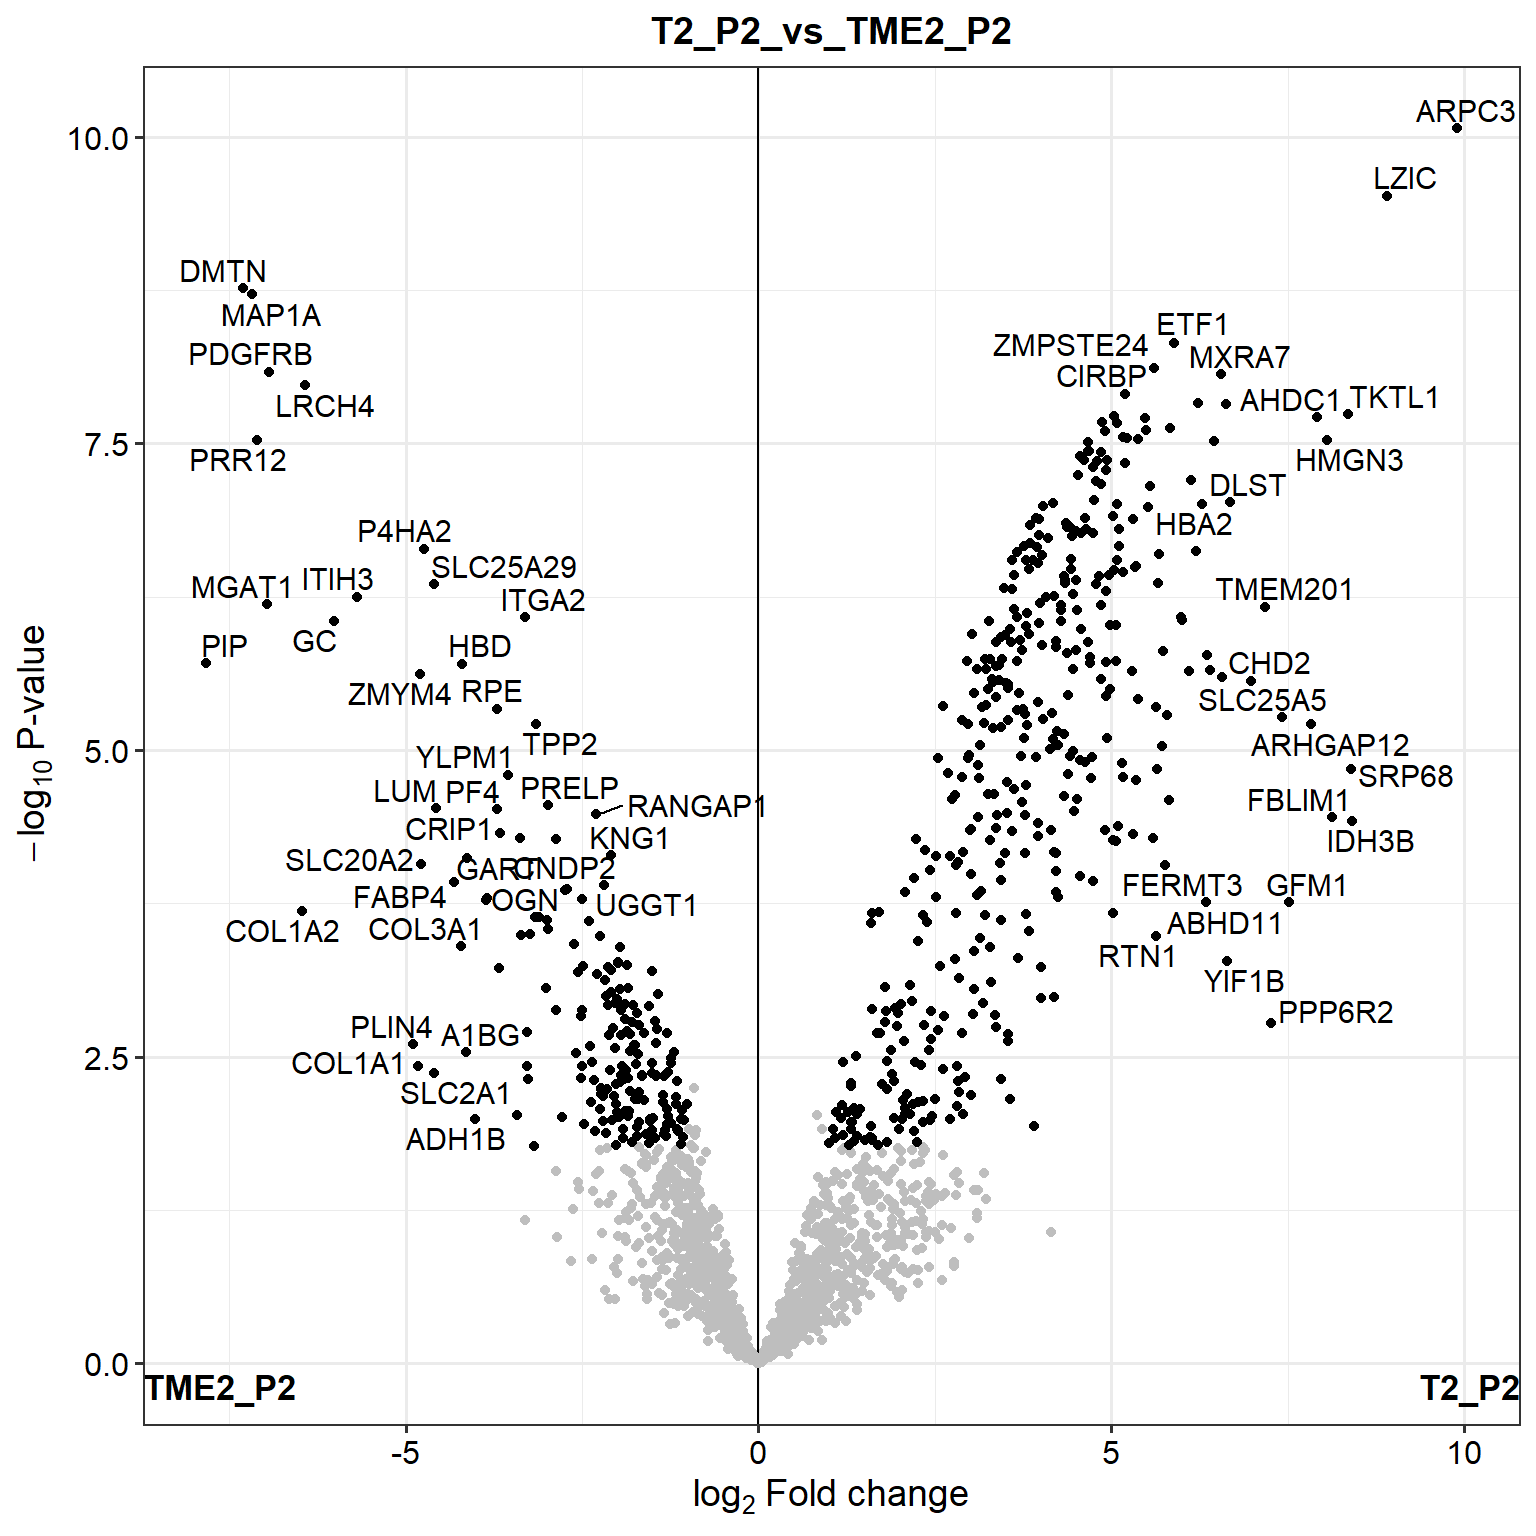 T2_P2_vs_TME2_P2
ARPC3
10.0
LZIC
DMTN
MAP1A
ETF1
ZMPSTE24
PDGFRB
MXRA7
CIRBP
LRCH4
AHDC1
TKTL1
7.5
PRR12
HMGN3
DLST
P4HA2
HBA2
SLC25A29
ITIH3
MGAT1
TMEM201
ITGA2
PIP
GC
HBD
CHD2
ZMYM4
RPE
SLC25A5
5.0
TPP2
ARHGAP12
YLPM1
SRP68
LUM
PF4
PRELP
RANGAP1
FBLIM1
CRIP1
KNG1
IDH3B
SLC20A2
GART
CNDP2
FABP4
OGN
UGGT1
FERMT3
GFM1
COL1A2
COL3A1
ABHD11
RTN1
YIF1B
PLIN4
A1BG
PPP6R2
2.5
COL1A1
SLC2A1
ADH1B
0.0
TME2_P2
T2_P2
-5
0
5
10
log2 Fold change
−log10 P-value